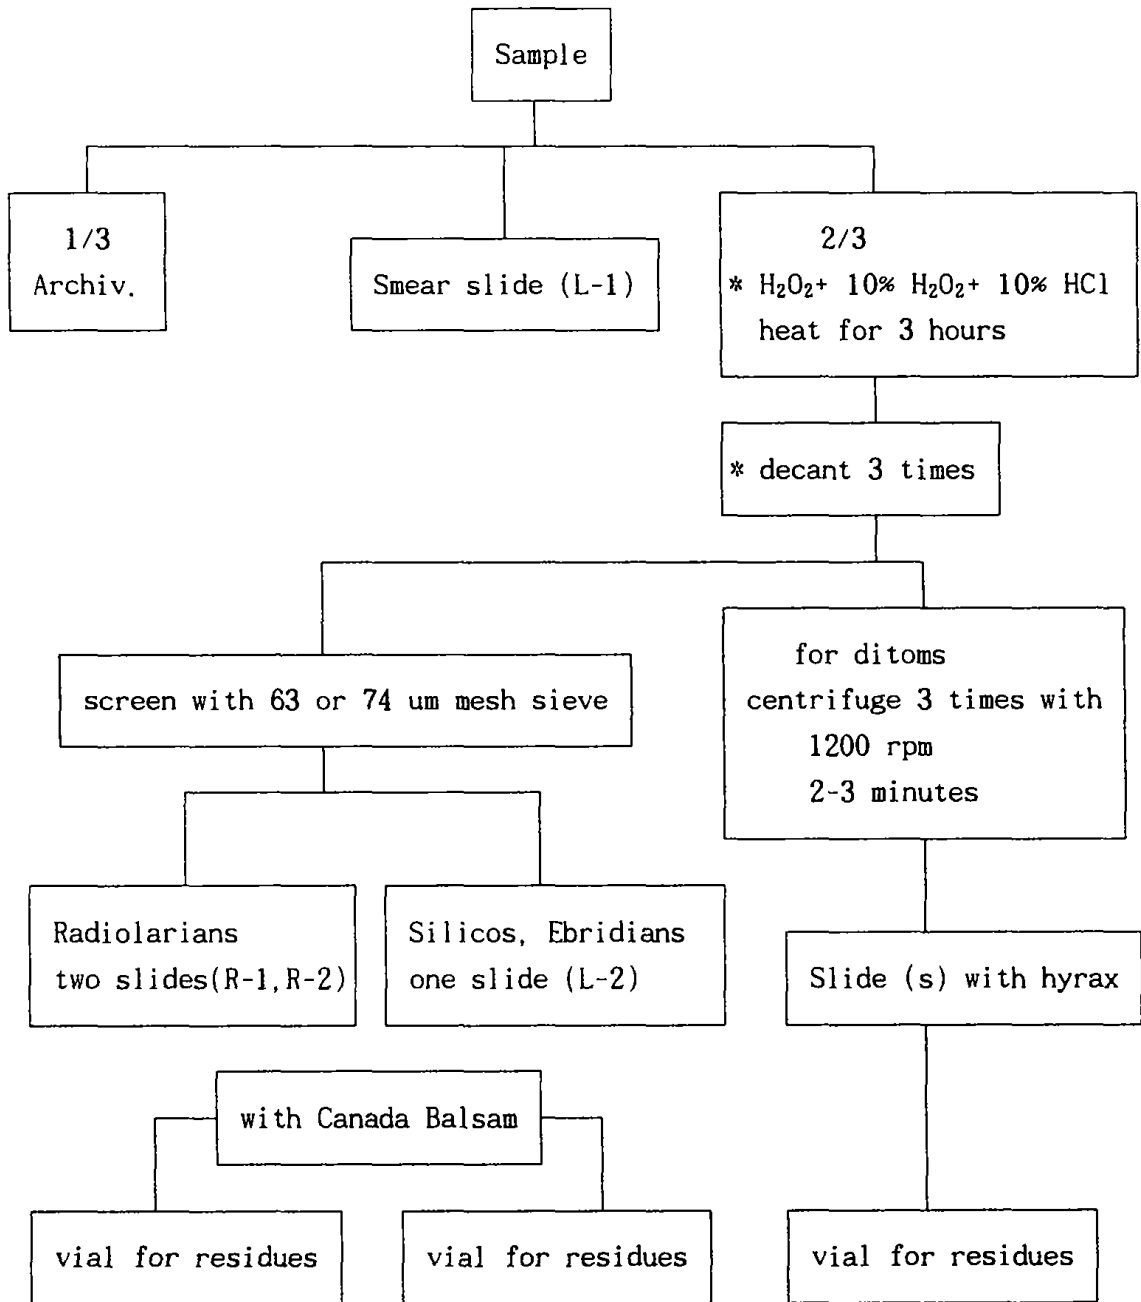 Sample
1/3
Archiv.
Smear slide (L-1)
2/3
* H₂O₂+ 10% H₂O₂+ 10% HCl
heat for 3 hours
* decant 3 times
screen with 63 or 74 um mesh sieve
for ditoms
centrifuge 3 times with
1200 rpm
2-3 minutes
Radiolarians
two slides(R-1,R-2)
Silicos, Ebridians
one slide (L-2)
Slide (s) with hyrax
with Canada Balsam
vial for residues
vial for residues
vial for residues